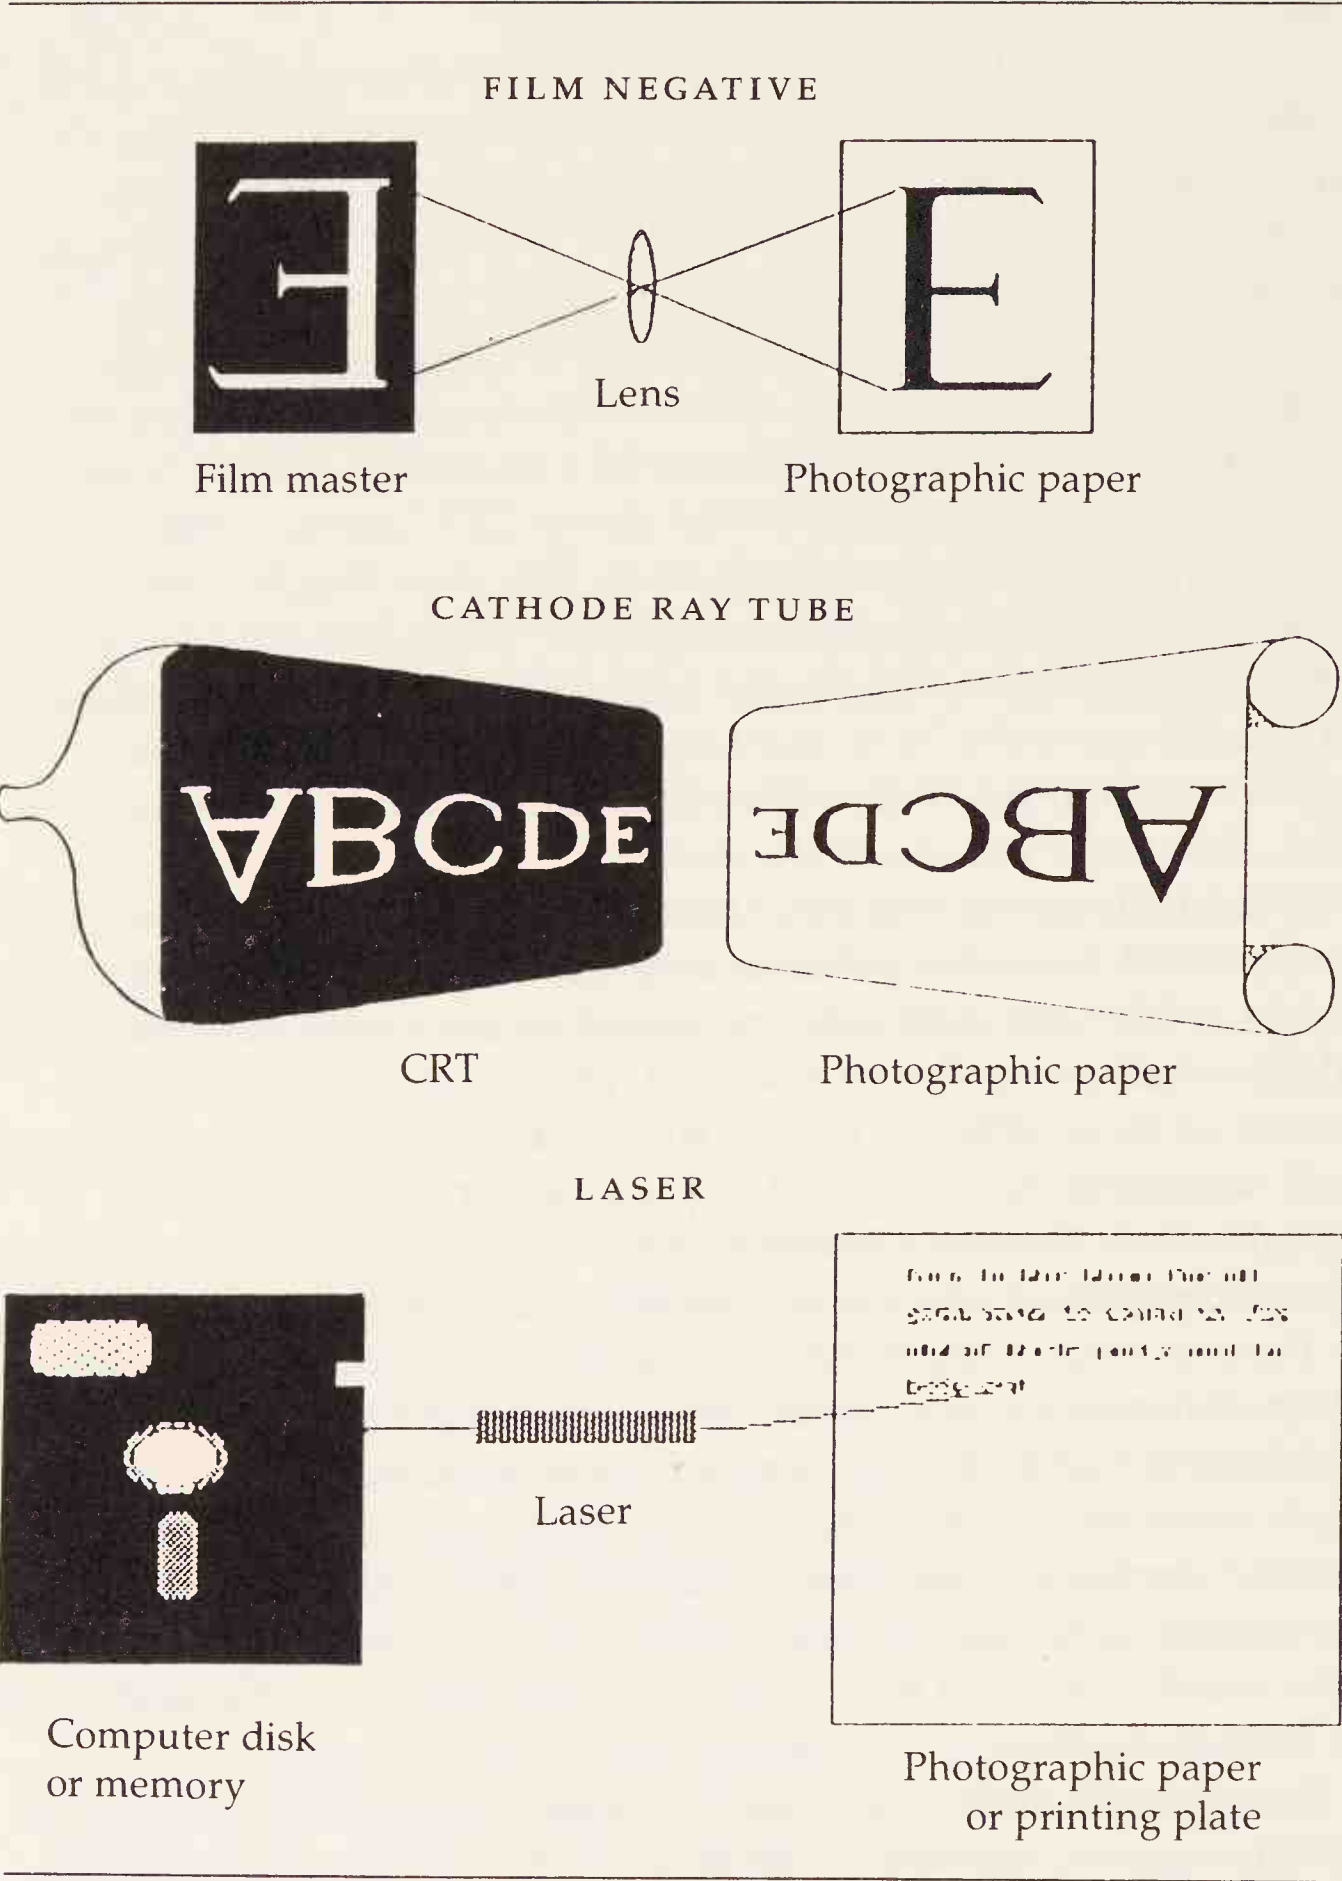 FILM NEGATIVE
E
E
Lens
Film master
Photographic paper
CATHODE RAY TUBE
ABCDE
ABCDE
CRT
Photographic paper
LASER
Laser
Computer disk
or memory
Photographic paper
or printing plate